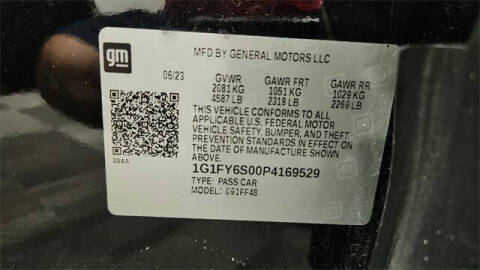 gm
MFD BY GENERAL MOTORS LLC
06/23 GVWR GAWR FRT GAWR RR
2081 KG 1051 KG 1029 KG
4587 LB 2318 LB 2269 LB
THIS VEHICLE CONFORMS TO ALL
APPLICABLE U.S. FEDERAL MOTOR
VEHICLE SAFETY, BUMPER, AND THEFT
PREVENTION STANDARDS IN EFFECT ON
THE DATE OF MANUFACTURE SHOWN
ABOVE.
384A
1G1FY6S00P4169529
TYPE: PASS CAR
MODEL: G91FF48